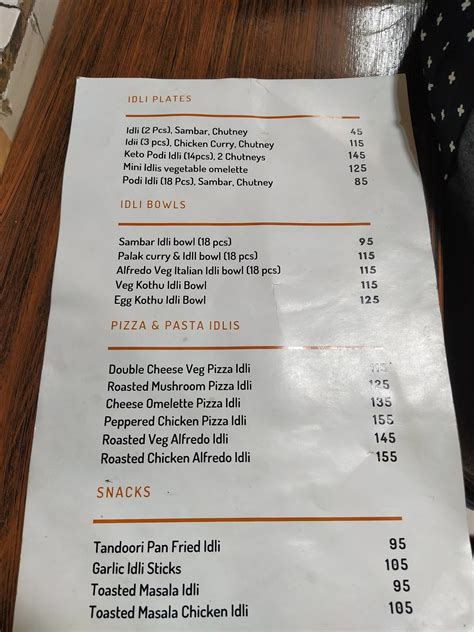 IDLI PLATES
Idli (2 Pcs), Sambar, Chutney 45
Idii (3 pcs), Chicken Curry, Chutney 115
Keto Podi Idli (14pcs), 2 Chutneys 145
Mini Idlis vegetable omelette 125
Podi Idli (18 Pcs), Sambar, Chutney 85
IDLI BOWLS
Sambar Idli bowl (18 pcs) 95
Palak curry & Idll bowl (18 pcs) 115
Alfredo Veg Italian Idli bowl (18 pcs) 115
Veg Kothu Idli Bowl 115
Egg Kothu Idli Bowl 125
PIZZA & PASTA IDLIS
Double Cheese Veg Pizza Idli
Roasted Mushroom Pizza Idli 125
Cheese Omelette Pizza Idli 135
Peppered Chicken Pizza Idli 155
Roasted Veg Alfredo Idli 145
Roasted Chicken Alfredo Idli 155
SNACKS
Tandoori Pan Fried Idli 95
Garlic Idli Sticks 105
Toasted Masala Idli 95
Toasted Masala Chicken Idli 105